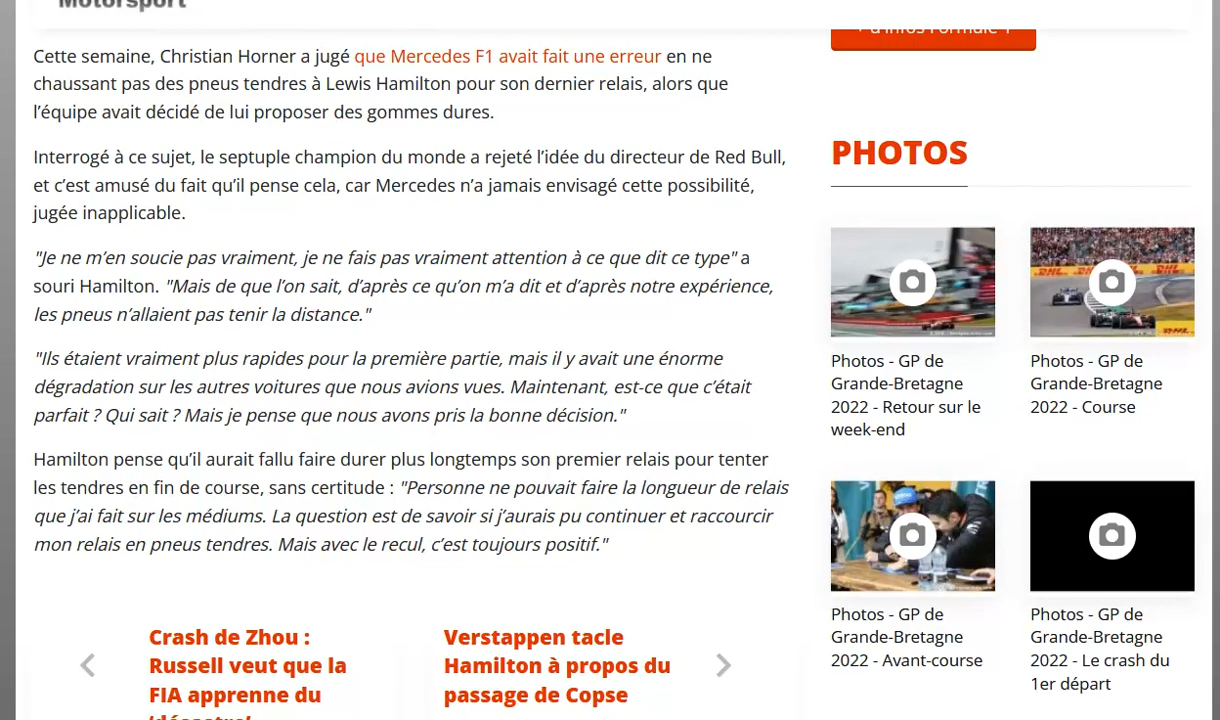 Motorsport
Cette semaine, Christian Horner a jugé que Mercedes F1 avait fait une erreur en ne
chaussant pas des pneus tendres à Lewis Hamilton pour son dernier relais, alors que
l’équipe avait décidé de lui proposer des gommes dures.
Interrogé à ce sujet, le septuple champion du monde a rejeté l’idée du directeur de Red Bull,
et c’est amusé du fait qu’il pense cela, car Mercedes n’a jamais envisagé cette possibilité,
jugée inapplicable.
"Je ne m’en soucie pas vraiment, je ne fais pas vraiment attention à ce que dit ce type" a
souri Hamilton. "Mais de que l’on sait, d’après ce qu’on m’a dit et d’après notre expérience,
les pneus n’allaient pas tenir la distance."
"Ils étaient vraiment plus rapides pour la première partie, mais il y avait une énorme
dégradation sur les autres voitures que nous avions vues. Maintenant, est-ce que c’était
parfait ? Qui sait ? Mais je pense que nous avons pris la bonne décision."
Hamilton pense qu’il aurait fallu faire durer plus longtemps son premier relais pour tenter
les tendres en fin de course, sans certitude : "Personne ne pouvait faire la longueur de relais
que j’ai fait sur les médiums. La question est de savoir si j’aurais pu continuer et raccourcir
mon relais en pneus tendres. Mais avec le recul, c’est toujours positif."
Crash de Zhou :
Russell veut que la
FIA apprenne du
‘désastre’
Verstappen tacle
Hamilton à propos du
passage de Copse
+ d'infos Formule 1
PHOTOS
DHL
Photos - GP de
Grande-Bretagne
2022 - Retour sur le
week-end
Photos - GP de
Grande-Bretagne
2022 - Course
Photos - GP de
Grande-Bretagne
2022 - Avant-course
Photos - GP de
Grande-Bretagne
2022 - Le crash du
1er départ